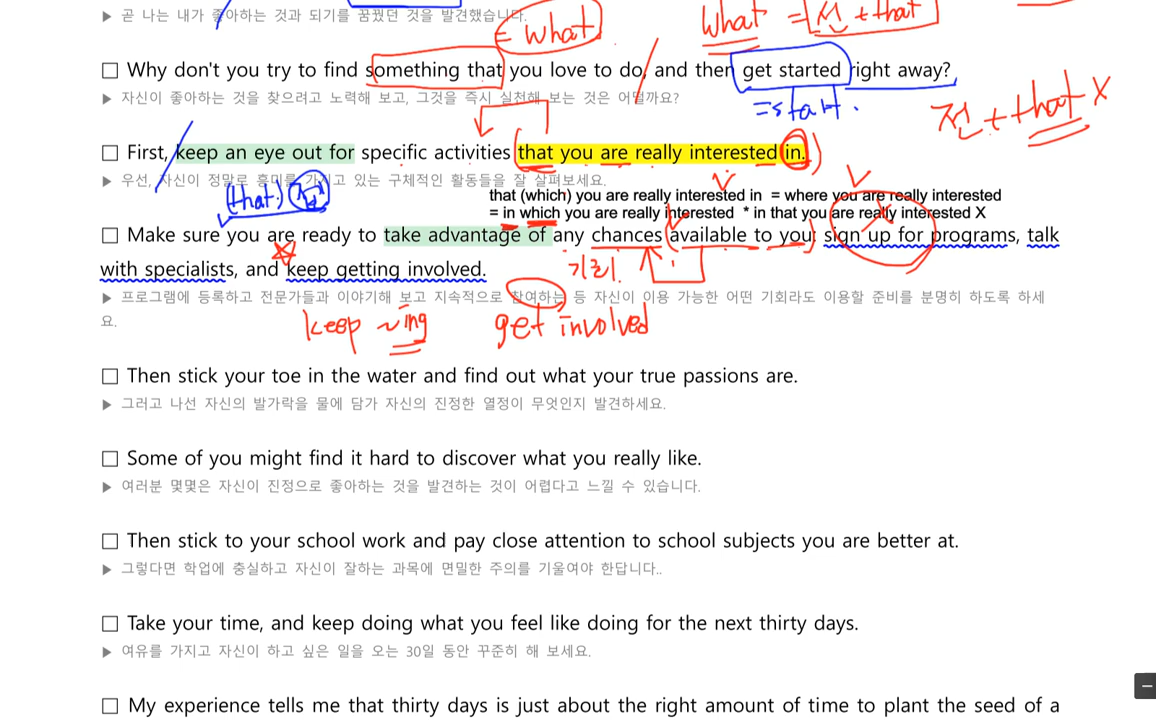 ▶ 곧 나는 내가 좋아하는 것과 되기를 꿈꿨던 것을 발견했습니다.
= what
What = 선 + that
□ Why don't you try to find something that you love to do, and then get started right away?
▶ 자신이 좋아하는 것을 찾으려고 노력해 보고, 그것을 즉시 실천해 보는 것은 어떨까요?
=start.
전 + that X
□ First, keep an eye out for specific activities that you are really interested in.
▶ 우선, 자신이 정말로 흥미를 가지고 있는 구체적인 활동들을 잘 살펴보세요.
(that)
that (which) you are really interested in = where you are really interested
= in which you are really interested * in that you are really interested X
□ Make sure you are ready to take advantage of any chances available to you: sign up for programs, talk
with specialists, and keep getting involved.
기회.
▶ 프로그램에 등록하고 전문가들과 이야기해 보고 지속적으로 참여하는 등 자신이 이용 가능한 어떤 기회라도 이용할 준비를 분명히 하도록 하세
요.
keep ~ing get involved
□ Then stick your toe in the water and find out what your true passions are.
▶ 그러고 나선 자신의 발가락을 물에 담가 자신의 진정한 열정이 무엇인지 발견하세요.
□ Some of you might find it hard to discover what you really like.
▶ 여러분 몇몇은 자신이 진정으로 좋아하는 것을 발견하는 것이 어렵다고 느낄 수 있습니다.
□ Then stick to your school work and pay close attention to school subjects you are better at.
▶ 그렇다면 학업에 충실하고 자신이 잘하는 과목에 면밀한 주의를 기울여야 한답니다..
□ Take your time, and keep doing what you feel like doing for the next thirty days.
▶ 여유를 가지고 자신이 하고 싶은 일을 오는 30일 동안 꾸준히 해 보세요.
□ My experience tells me that thirty days is just about the right amount of time to plant the seed of a